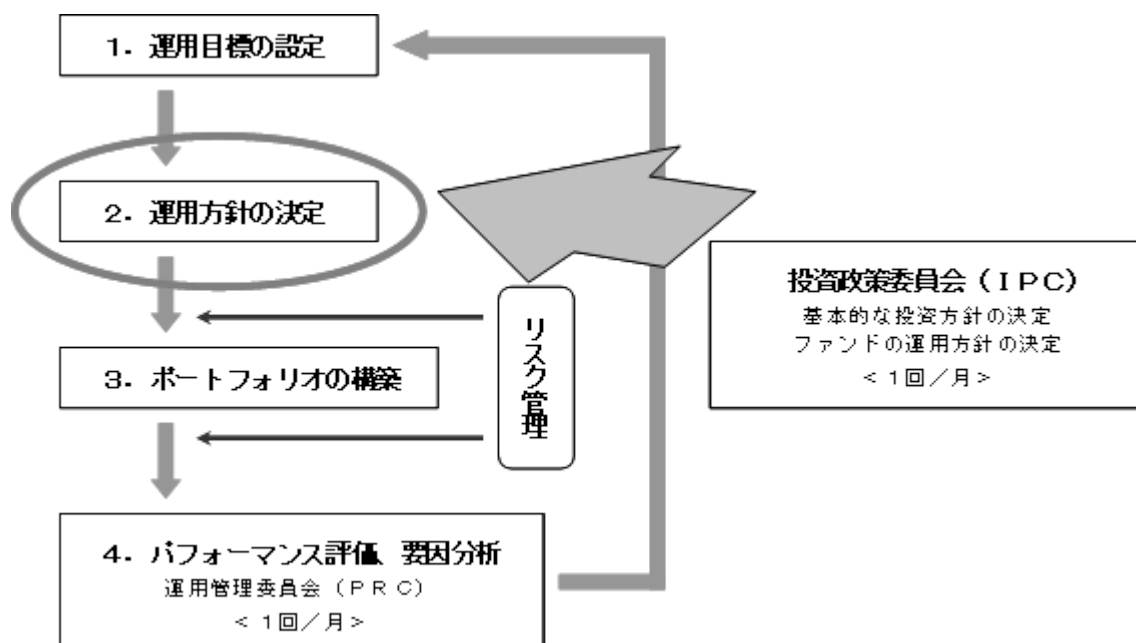 １．運用目標の設定
２．運用方針の決定
３．ポートフォリオの構築
リスク管理
４．パフォーマンス評価、要因分析
運用管理委員会（ＰＲＣ）
＜１回／月＞
投資政策委員会（ＩＰＣ）
基本的な投資方針の決定
ファンドの運用方針の決定
＜１回／月＞